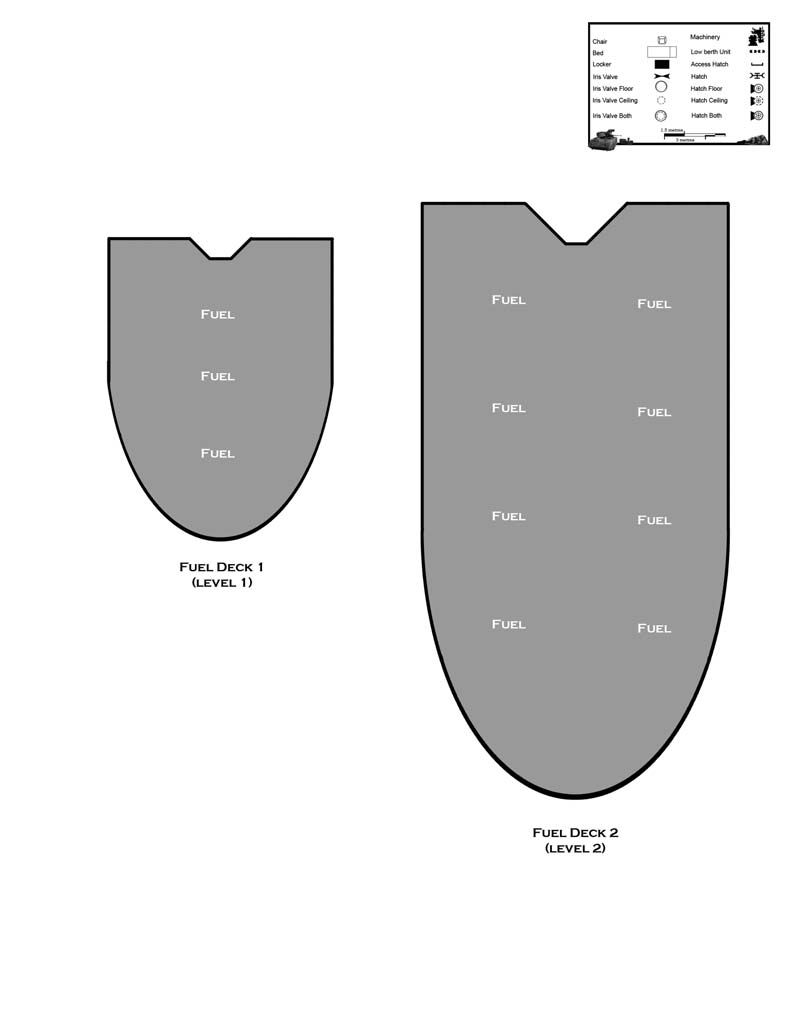 Chair
Machinery
Bed
Low berth Unit
Locker
Access Hatch
Iris Valve
Hatch
Iris Valve Floor
Hatch Floor
Iris Valve Ceiling
Hatch Ceiling
Iris Valve Both
Hatch Both
1.5 metres
3 metres
Fuel
Fuel
Fuel
Fuel Deck 1
(level 1)
Fuel Fuel
Fuel Fuel
Fuel Fuel
Fuel Fuel
Fuel Deck 2
(level 2)